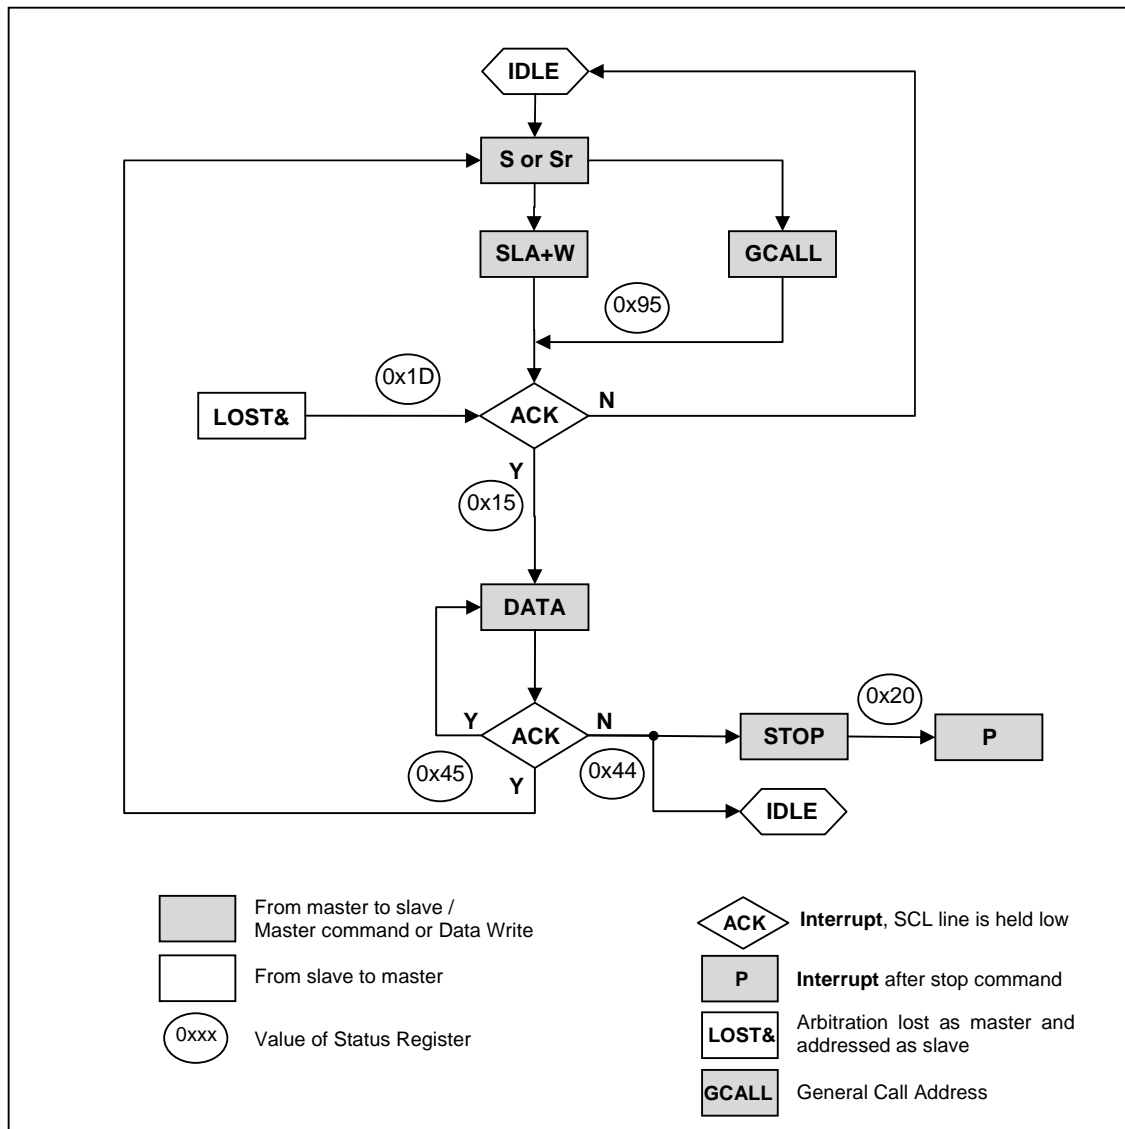 IDLE
S or Sr
SLA+W
GCALL
0x95
0x1D
LOST&
ACK
N
Y
0x15
DATA
Y
ACK
N
0x20
STOP
P
0x45
Y
0x44
IDLE
From master to slave /
Master command or Data Write
From slave to master
0xxx
Value of Status Register
ACK
Interrupt, SCL line is held low
P
Interrupt after stop command
LOST&
Arbitration lost as master and
addressed as slave
GCALL
General Call Address